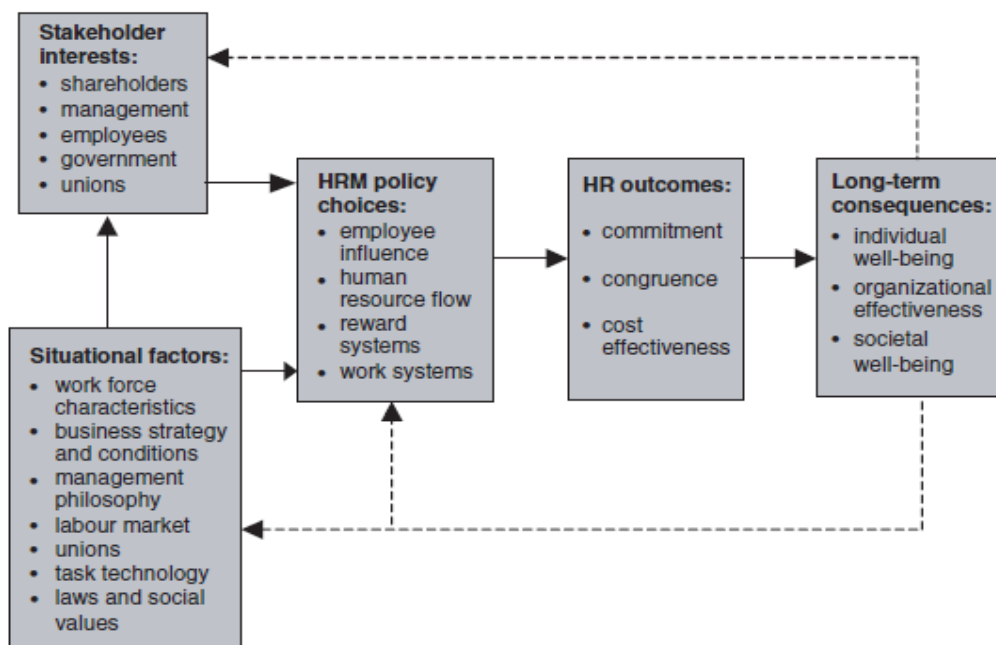 Stakeholder
interests:
• shareholders
• management
• employees
• government
• unions
HRM policy
choices:
• employee
influence
• human
resource flow
• reward
systems
• work systems
HR outcomes:
• commitment
• congruence
• cost
effectiveness
Long-term
consequences:
• individual
well-being
• organizational
effectiveness
• societal
well-being
Situational factors:
• work force
characteristics
• business strategy
and conditions
• management
philosophy
• labour market
• unions
• task technology
• laws and social
values